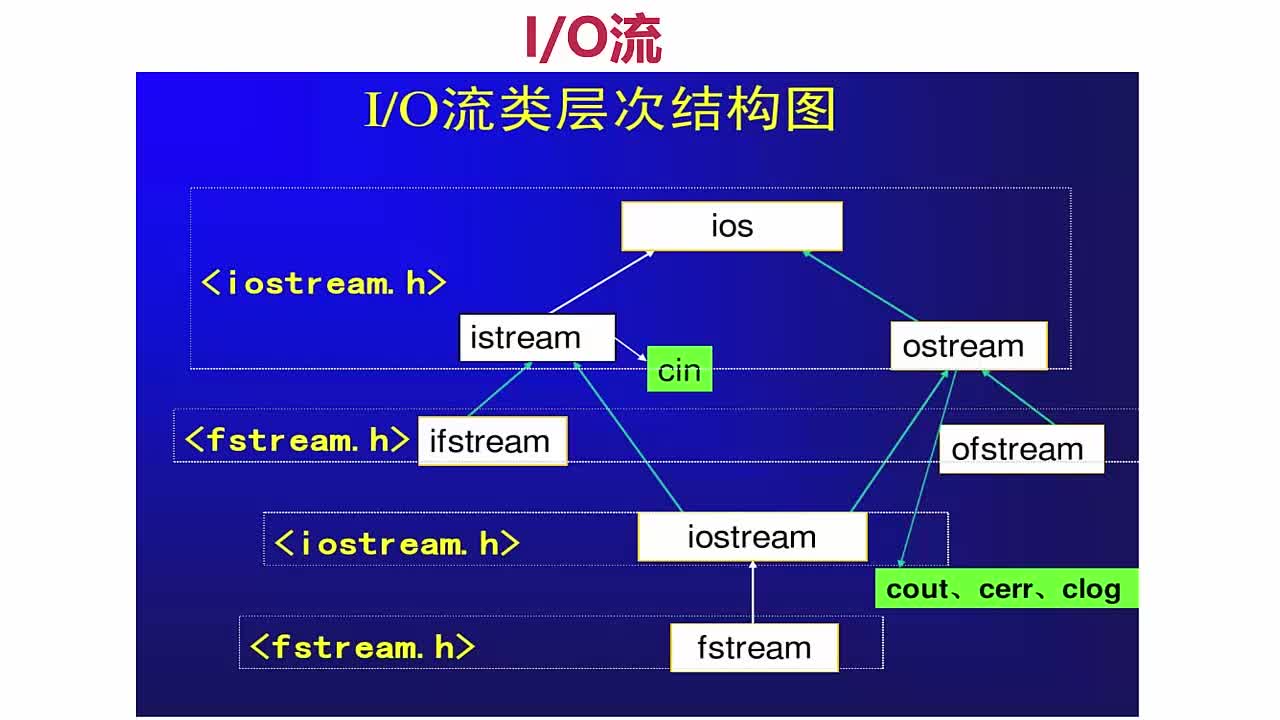 I/O流
I/O流类层次结构图
ios
<iostream.h>
istream
ostream
cin
<fstream.h>
ifstream
ofstream
<iostream.h>
iostream
cout、cerr、clog
<fstream.h>
fstream